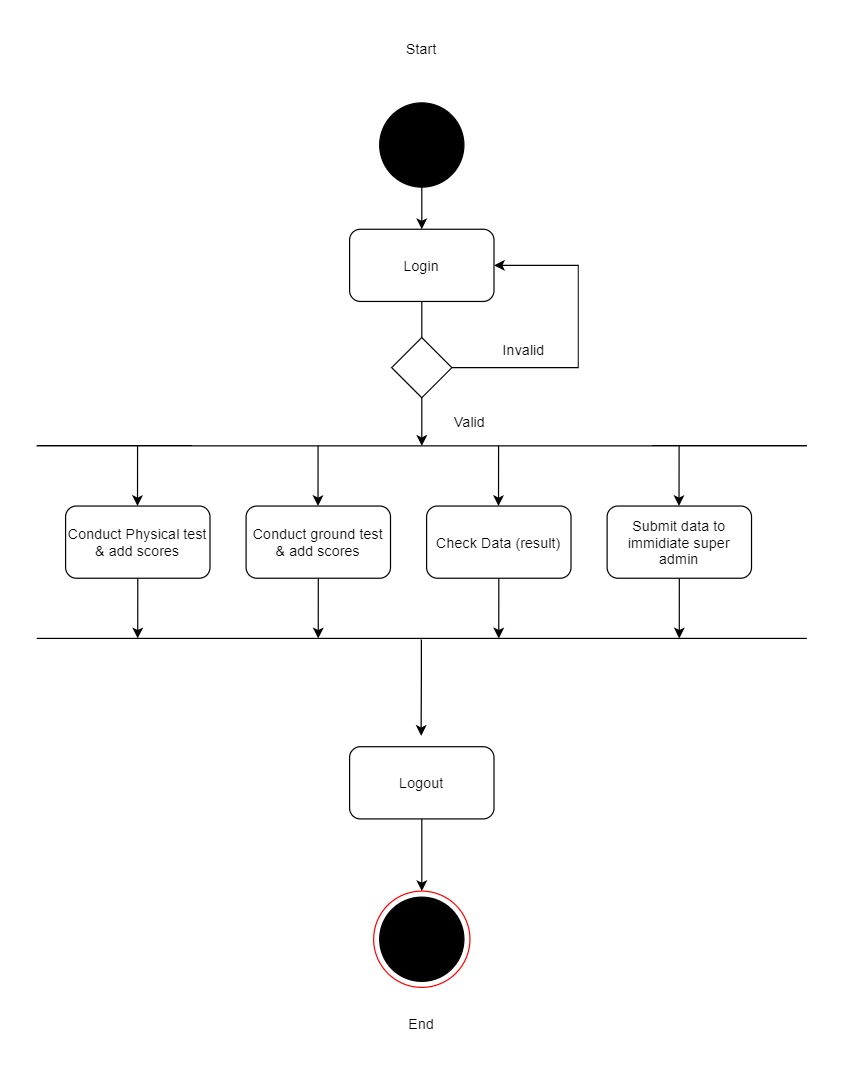 Start
Login
Invalid
Valid
Conduct Physical test
& add scores
Conduct ground test
& add scores
Check Data (result)
Submit data to
immidiate super
admin
Logout
End